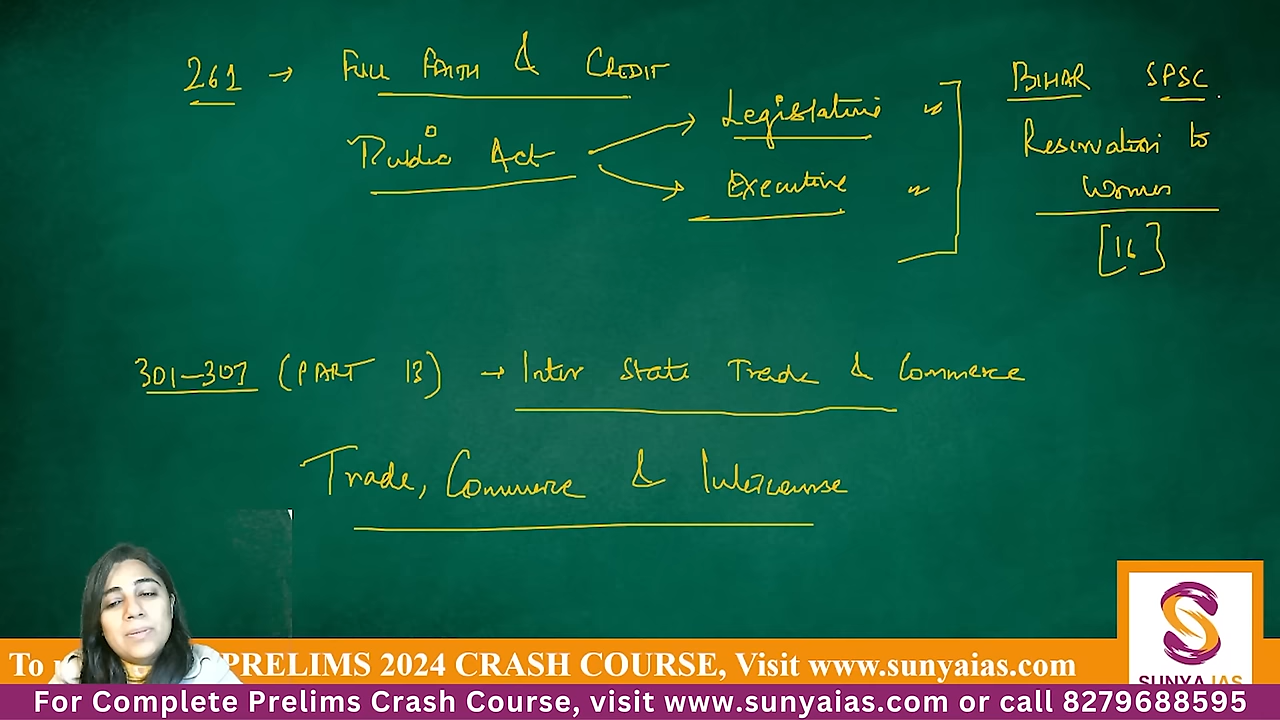 261 → FULL FAITH & CREDIT
Public Act
Legislative "
Executive "
BIHAR SPSC.
Reservation to
women
[16]
301-307 (PART 13) → Inter State Trade & Commerce
Trade, Commerce & Intercourse
SUNYA IAS
To PRELIMS 2024 CRASH COURSE, Visit www.sunyaias.com
For Complete Prelims Crash Course, visit www.sunyaias.com or call 8279688595